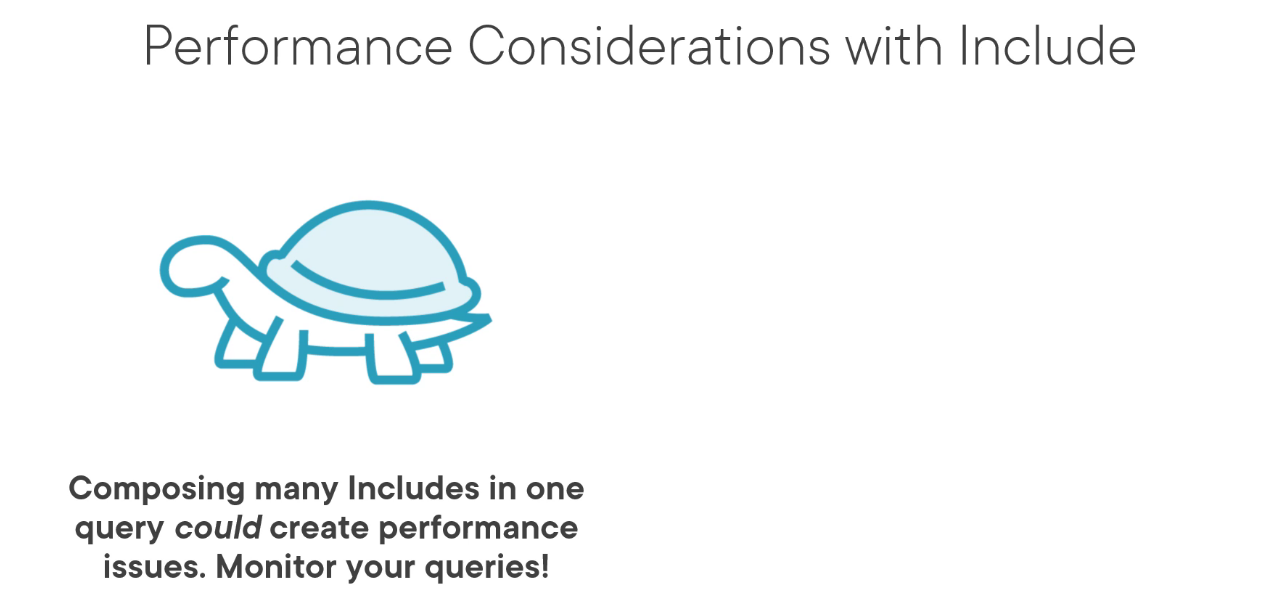 Performance Considerations with Include
Composing many Includes in one
query could create performance
issues. Monitor your queries!